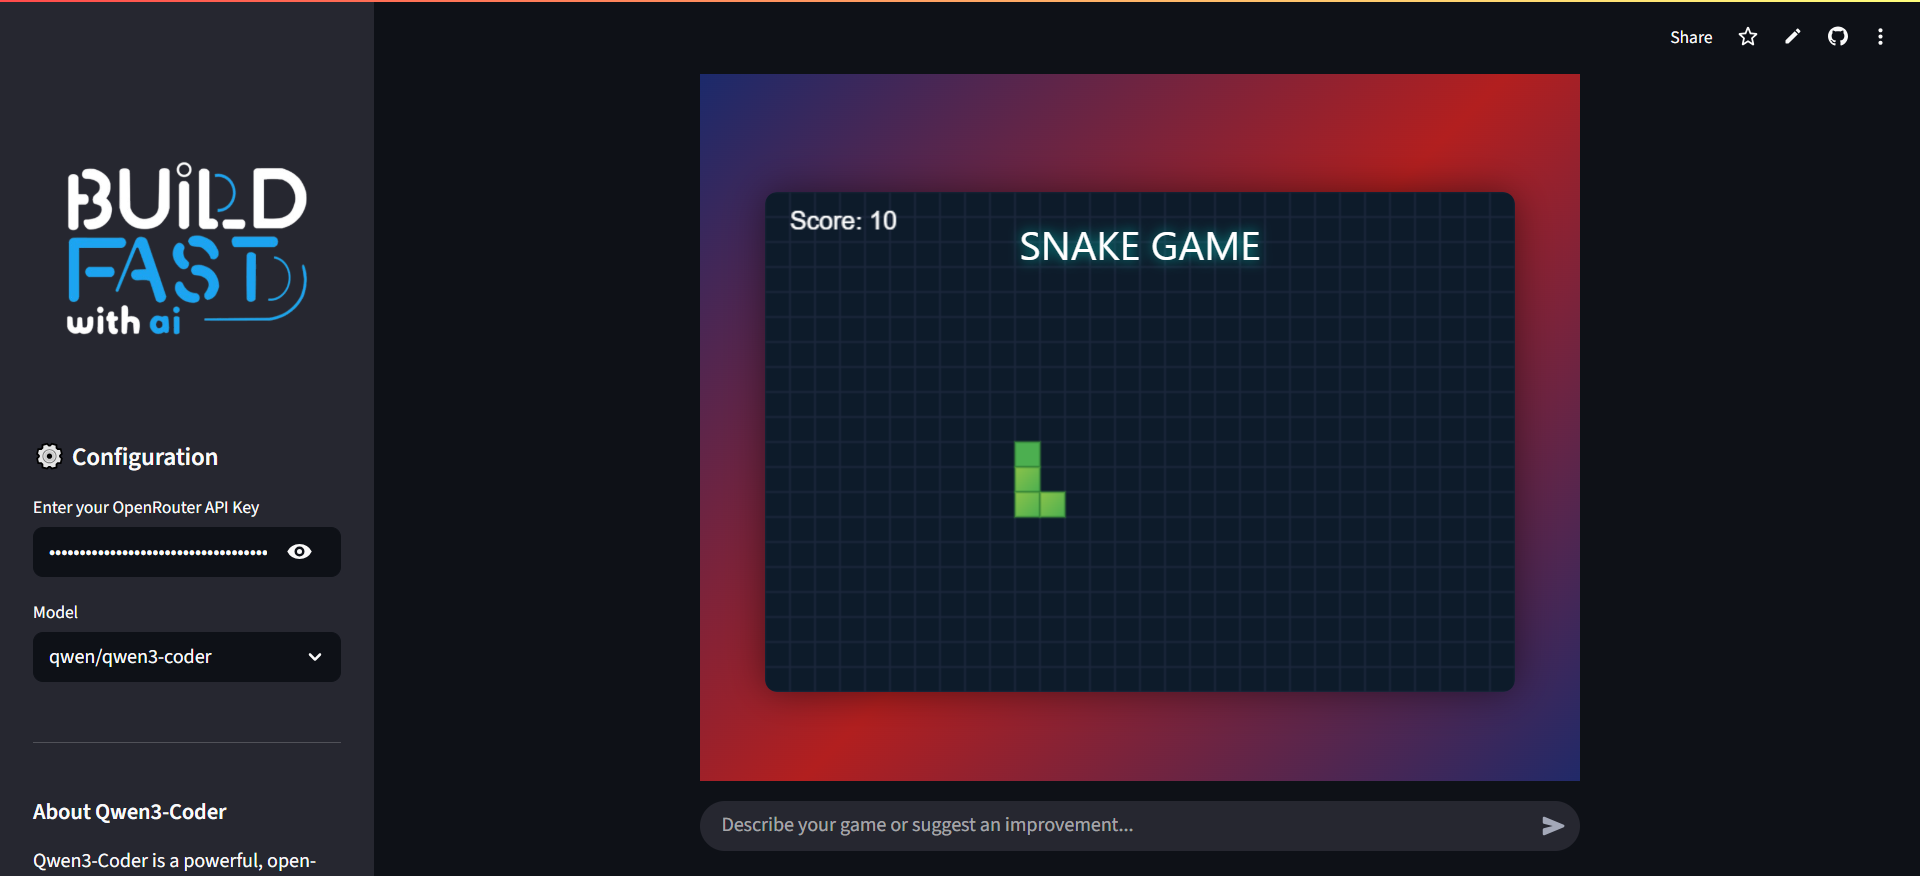 BUILD
FAST
with ai
Configuration
Enter your OpenRouter API Key
Model
qwen/qwen3-coder
About Qwen3-Coder
Qwen3-Coder is a powerful, open-
Share
Score: 10
SNAKE GAME
Describe your game or suggest an improvement...